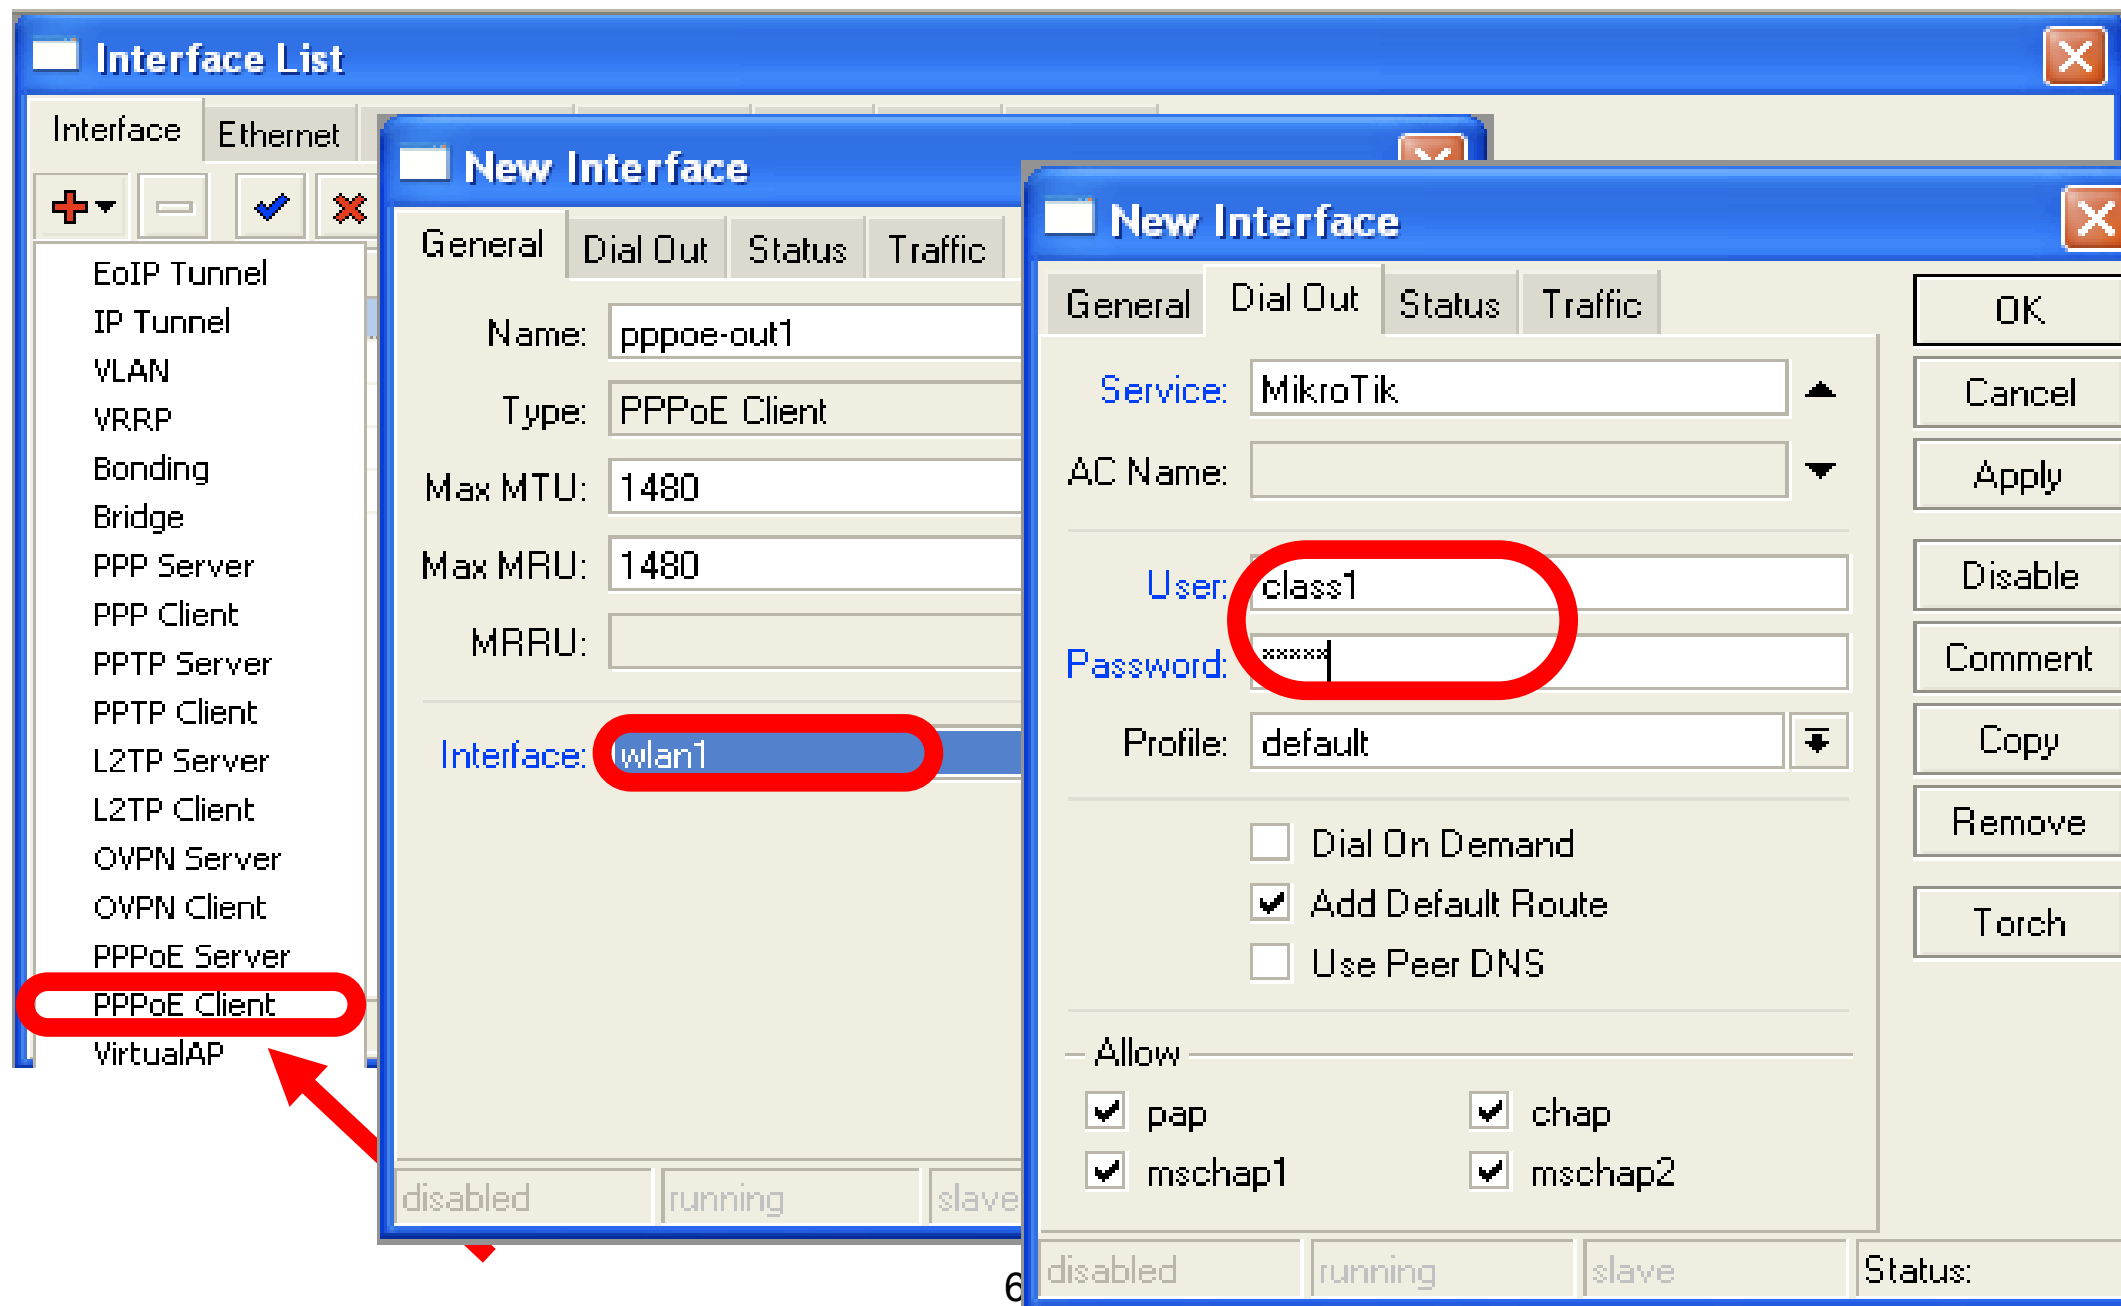 Interface List
Interface Ethernet
EoIP Tunnel
IP Tunnel
VLAN
VRRP
Bonding
Bridge
PPP Server
PPP Client
PPTP Server
PPTP Client
L2TP Server
L2TP Client
OVPN Server
OVPN Client
PPPoE Server
PPPoE Client
VirtualAP
New Interface
General Dial Out Status Traffic
Name: pppoe-out1
Type: PPPoE Client
Max MTU: 1480
Max MRU: 1480
MRRU:
Interface: wlan1
disabled running slave
New Interface
General Dial Out Status Traffic
Service: MikroTik
AC Name:
User: class1
Password: *****
Profile: default
Dial On Demand
Add Default Route
Use Peer DNS
Allow
pap chap
mschap1 mschap2
OK
Cancel
Apply
Disable
Comment
Copy
Remove
Torch
disabled running slave Status:
6